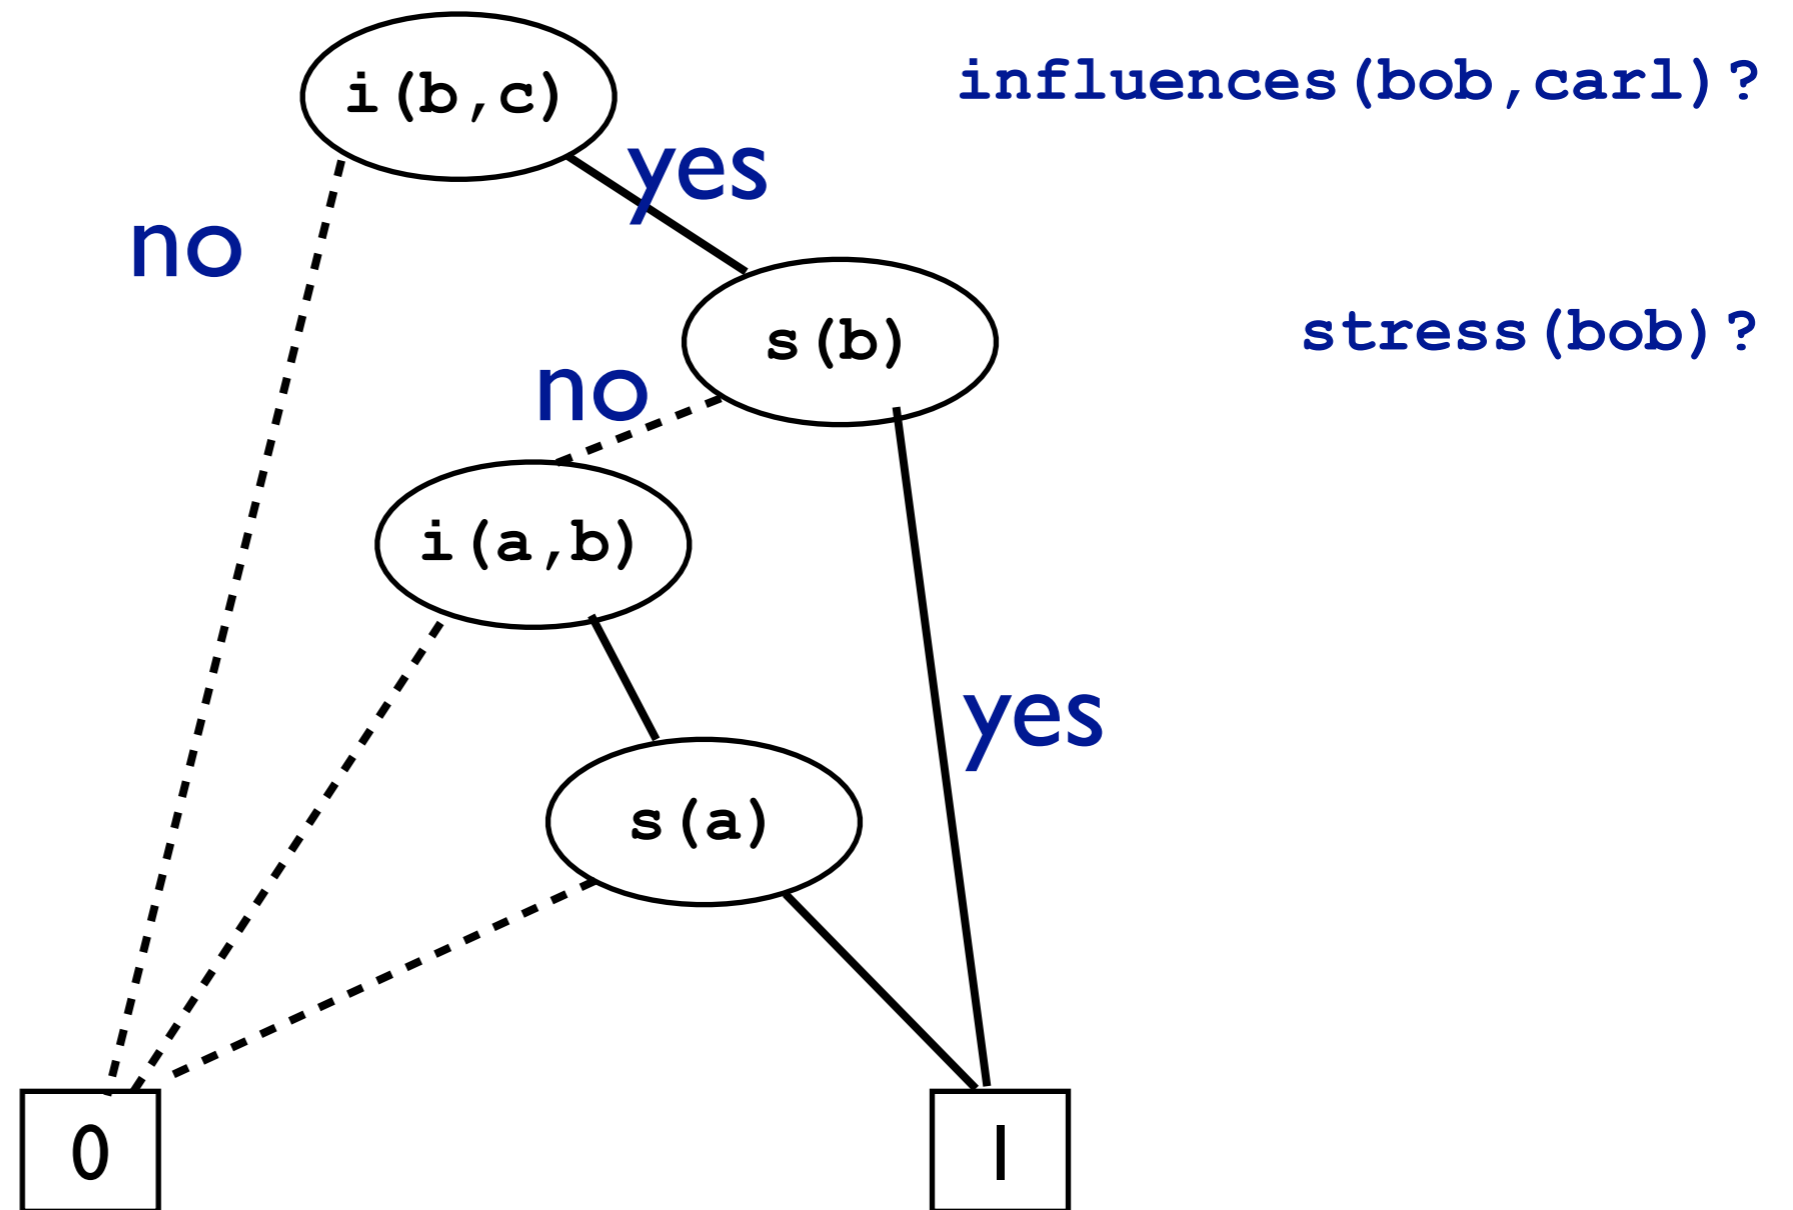 i(b,c)
influences(bob,carl)?
yes
no
s(b)
stress(bob)?
no
i(a,b)
yes
s(a)
0
1